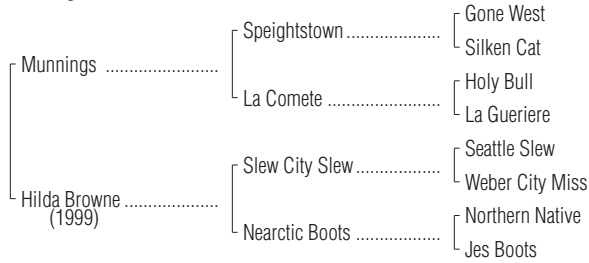 Gone West
Speightstown
Silken Cat
Munnings
Holy Bull
La Comete
La Gueriere
Seattle Slew
Slew City Slew
Weber City Miss
Hilda Browne
(1999)
Northern Native
Nearctic Boots
Jes Boots